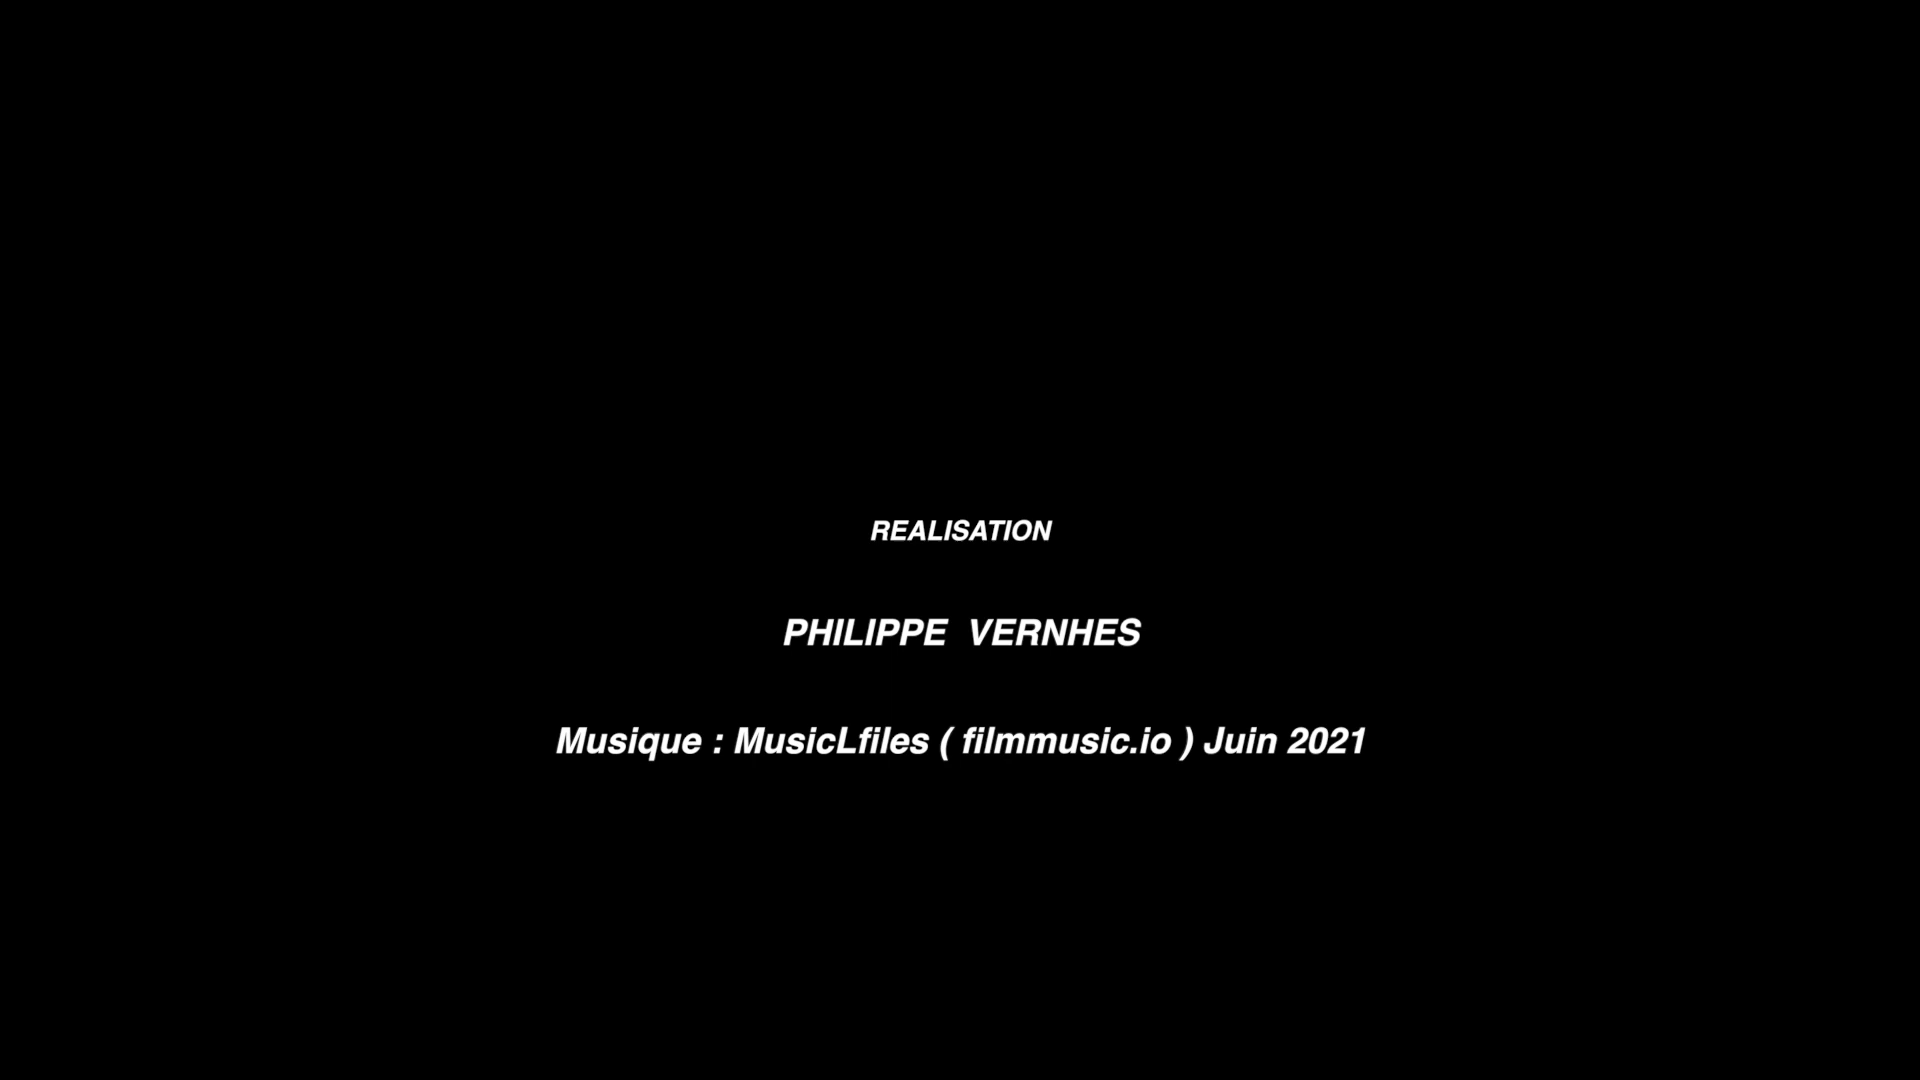 REALISATION
PHILIPPE VERNHES
Musique : MusicLfiles ( filmmusic.io ) Juin 2021